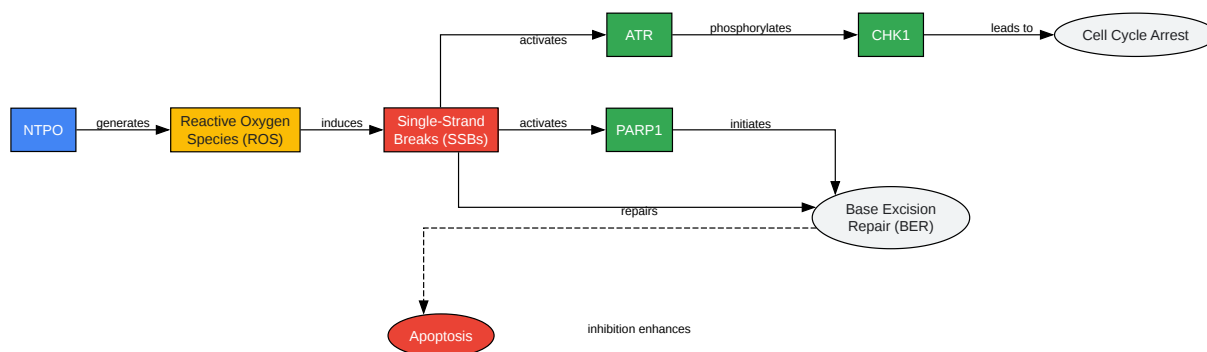 activates
ATR
phosphorylates
CHK1
leads to
Cell Cycle Arrest
NTPO
generates
Reactive Oxygen
Species (ROS)
induces
Single-Strand
Breaks (SSBs)
activates
PARP1
initiates
repairs
Base Excision
Repair (BER)
Apoptosis
inhibition enhances